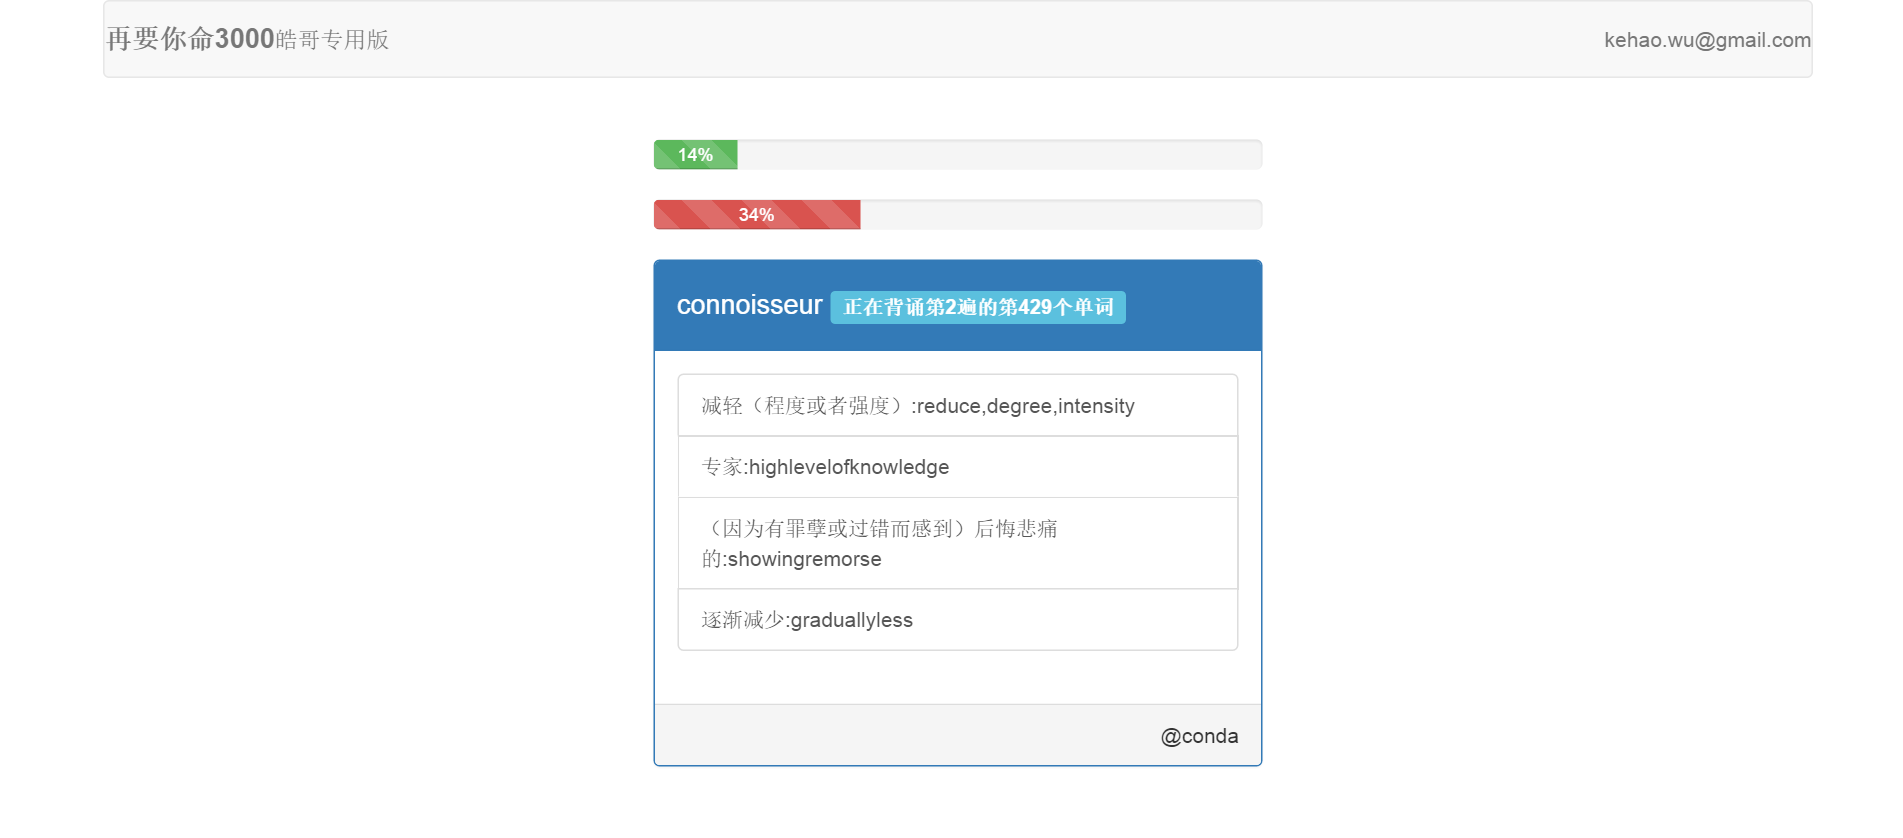 再要你命3000皓哥专用版
kehao.wu@gmail.com
14%
34%
connoisseur 正在背诵第2遍的第429个单词
减轻（程度或者强度）:reduce,degree,intensity
专家:highlevelofknowledge
（因为有罪孽或过错而感到）后悔悲痛
的:showingremorse
逐渐减少:graduallyless
@conda